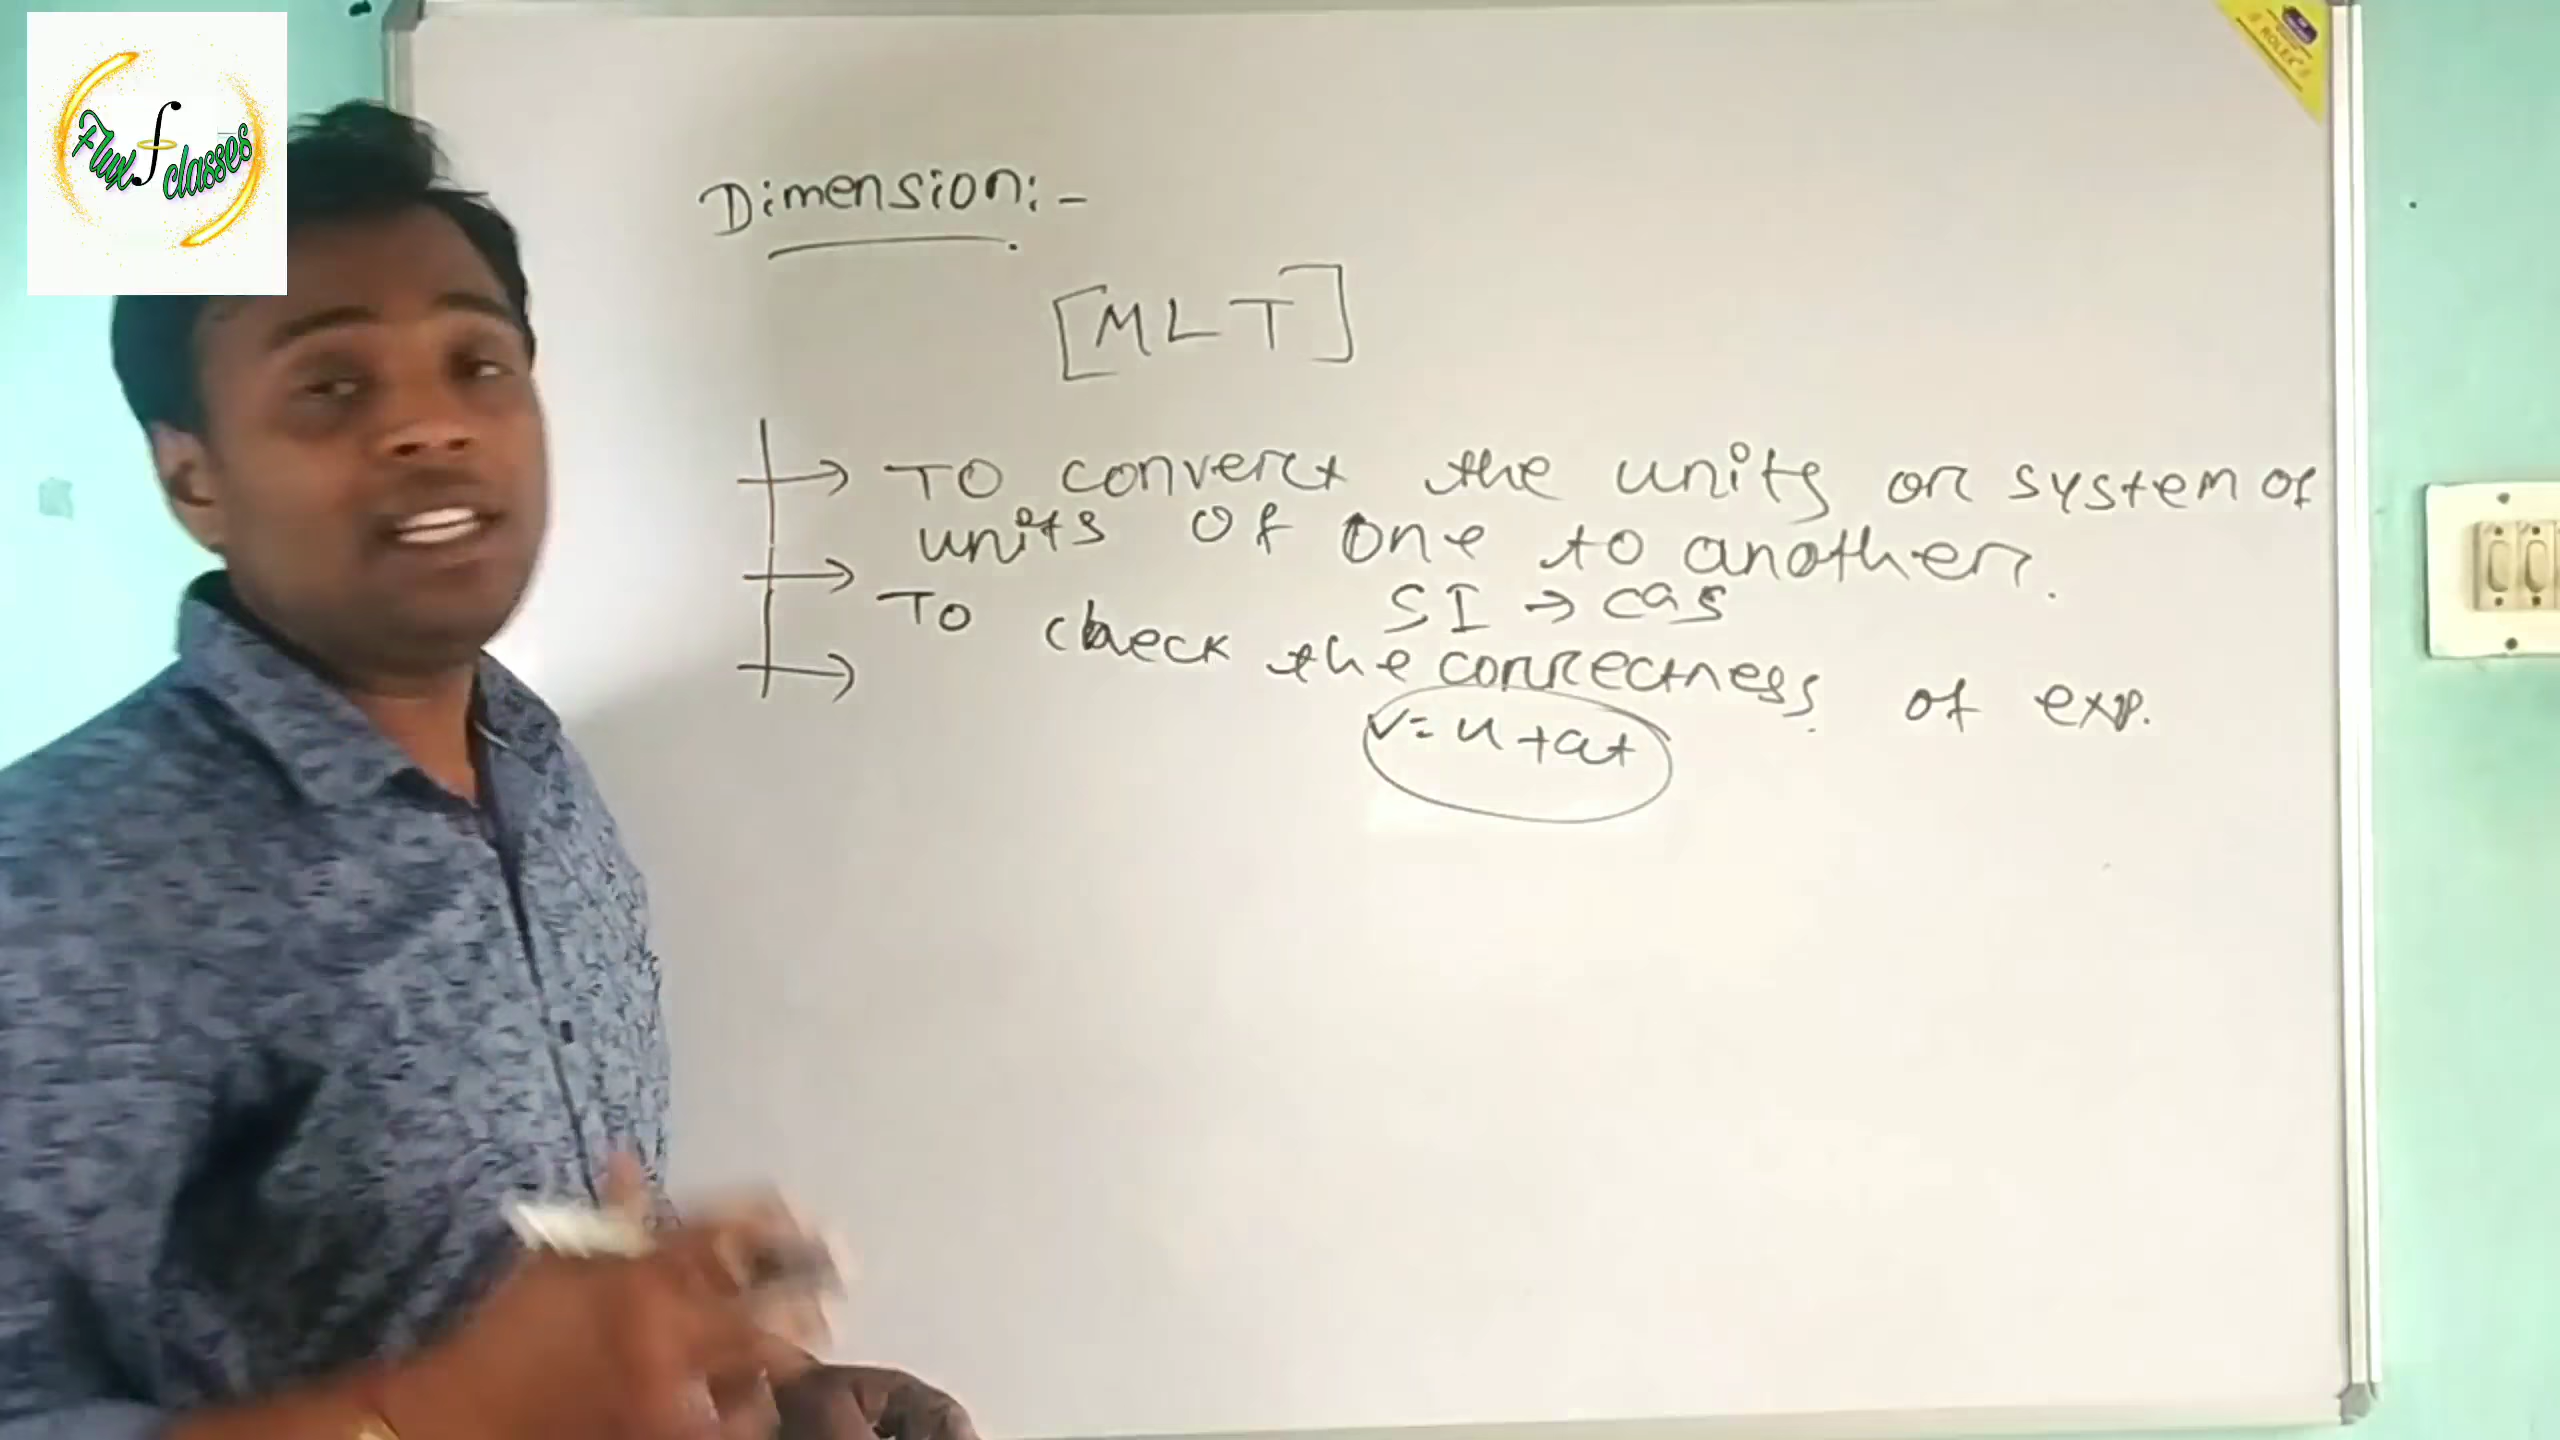 Flux classes
ROLEX
Dimension:-
[MLT]
To convert the units or system of
units of one to another.
SI → CGS
To check the correctness of exp.
v = u + at